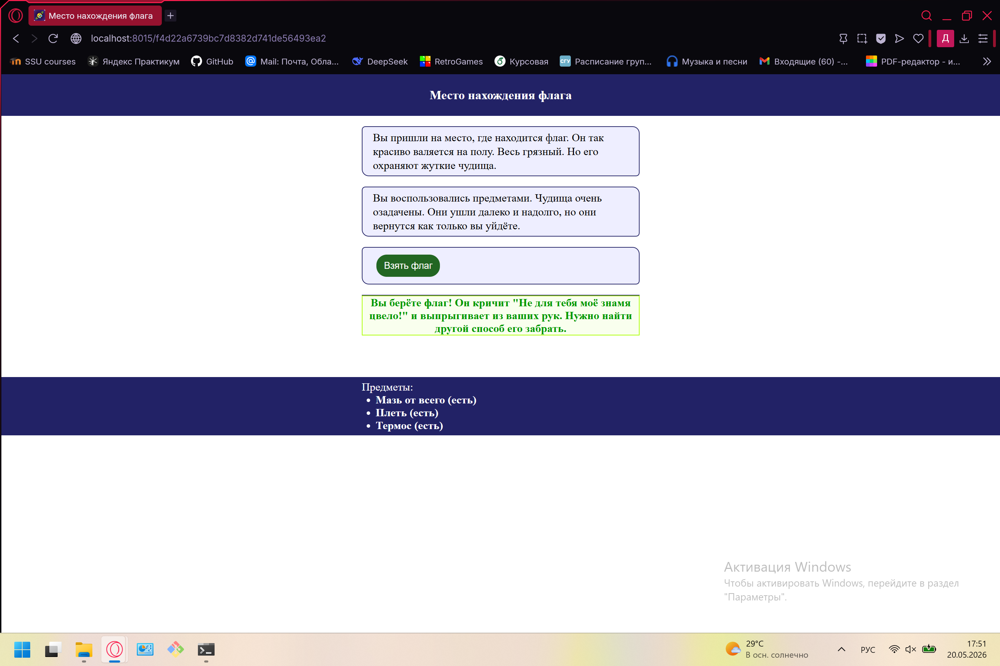 Место нахождения флага
localhost:8015/f4d22a6739bc7d8382d741de56493ea2
Д
SSU courses
Яндекс Практикум
GitHub
Mail: Почта, Обла...
DeepSeek
RetroGames
Курсовая
СГУ
Расписание груп...
Музыка и песни
Входящие (60) -...
PDF-редактор - и...
Место нахождения флага
Вы пришли на место, где находится флаг. Он так
красиво валяется на полу. Весь грязный. Но его
охраняют жуткие чудища.
Вы воспользовались предметами. Чудища очень
озадачены. Они ушли далеко и надолго, но они
вернутся как только вы уйдёте.
Взять флаг
Вы берёте флаг! Он кричит "Не для тебя моё знамя
цвело!" и выпрыгивает из ваших рук. Нужно найти
другой способ его забрать.
Предметы:
Мазь от всего (есть)
Плеть (есть)
Термос (есть)
Активация Windows
Чтобы активировать Windows, перейдите в раздел
"Параметры".
29°C
В осн. солнечно
РУС
17:51
20.05.2026